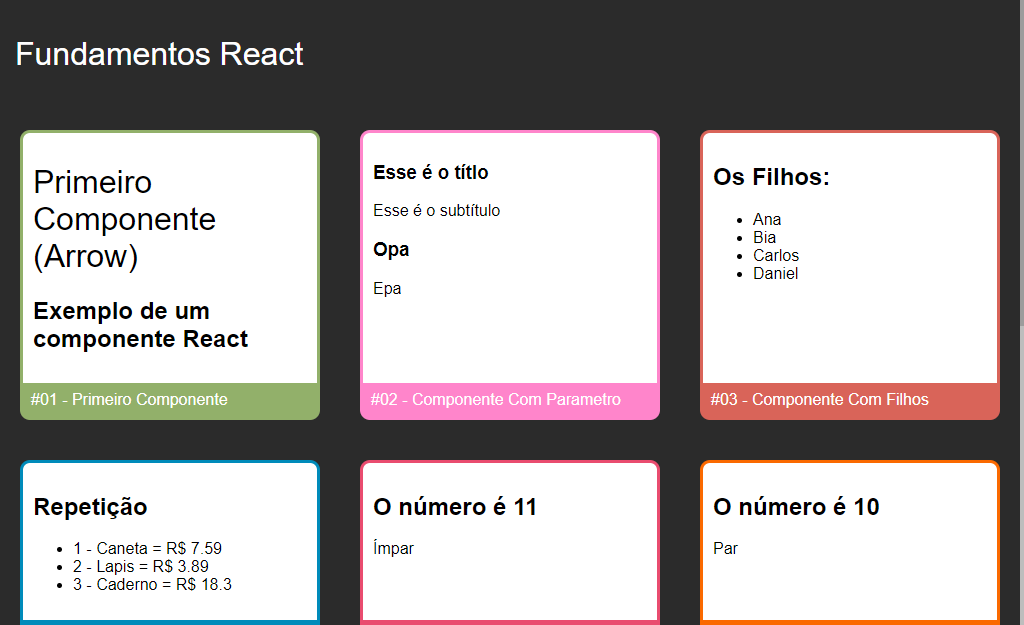 Fundamentos React
Primeiro
Componente
(Arrow)
Exemplo de um
componente React
#01 - Primeiro Componente
Esse é o títlo
Esse é o subtítulo
Opa
Epa
#02 - Componente Com Parametro
Os Filhos:
Ana
Bia
Carlos
Daniel
#03 - Componente Com Filhos
Repetição
1 - Caneta = R$ 7.59
2 - Lapis = R$ 3.89
3 - Caderno = R$ 18.3
O número é 11
Ímpar
O número é 10
Par